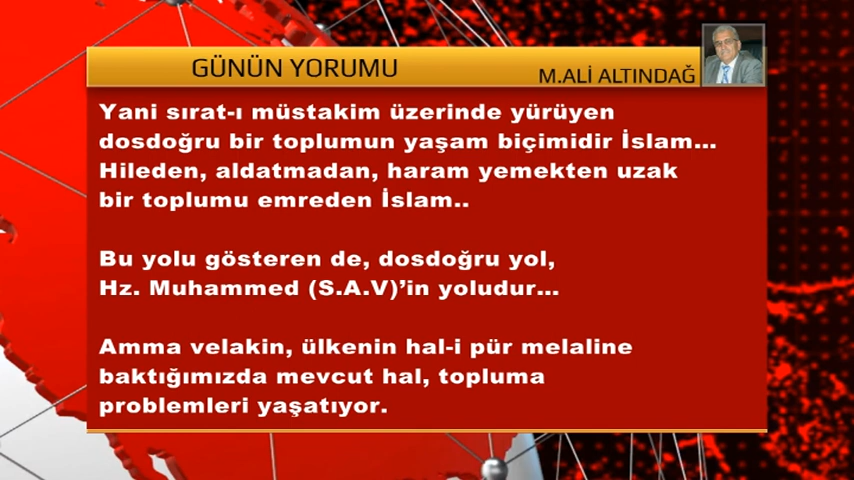 GÜNÜN YORUMU
M.ALİ ALTINDAĞ
Yani sırat-ı müstakim üzerinde yürüyen
dosdoğru bir toplumun yaşam biçimidir İslam...
Hileden, aldatmadan, haram yemekten uzak
bir toplumu emreden İslam..
Bu yolu gösteren de, dosdoğru yol,
Hz. Muhammed (S.A.V)’in yoludur...
Amma velakin, ülkenin hal-i pür melaline
baktığımızda mevcut hal, topluma
problemleri yaşatıyor.